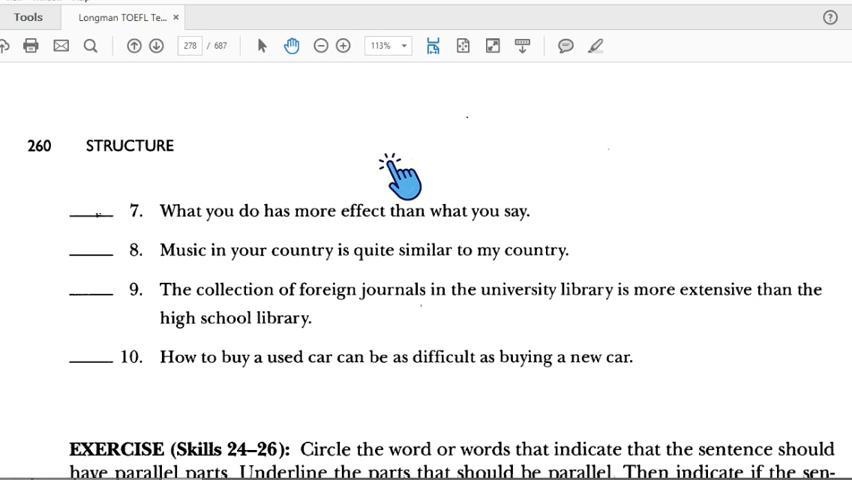 Tools
Longman TOEFL Te... ×
?
278 / 687
113%
260 STRUCTURE
_____ 7. What you do has more effect than what you say.
_____ 8. Music in your country is quite similar to my country.
_____ 9. The collection of foreign journals in the university library is more extensive than the
high school library.
_____ 10. How to buy a used car can be as difficult as buying a new car.
EXERCISE (Skills 24–26): Circle the word or words that indicate that the sentence should
have parallel parts. Underline the parts that should be parallel. Then indicate if the sen-